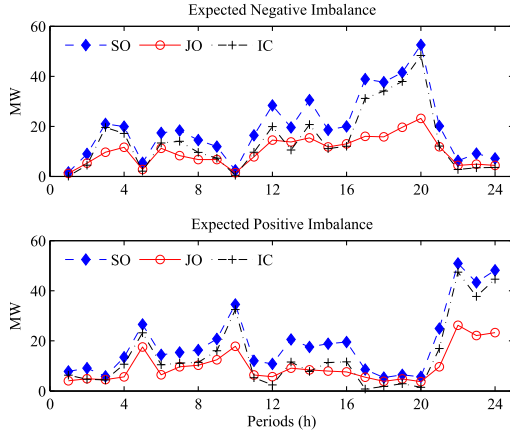 Expected Negative Imbalance
60
SO JO IC
40
MW
20
0
0 4 8 12 16 20 24
Expected Positive Imbalance
60
SO JO IC
40
MW
20
0
0 4 8 12 16 20 24
Periods (h)